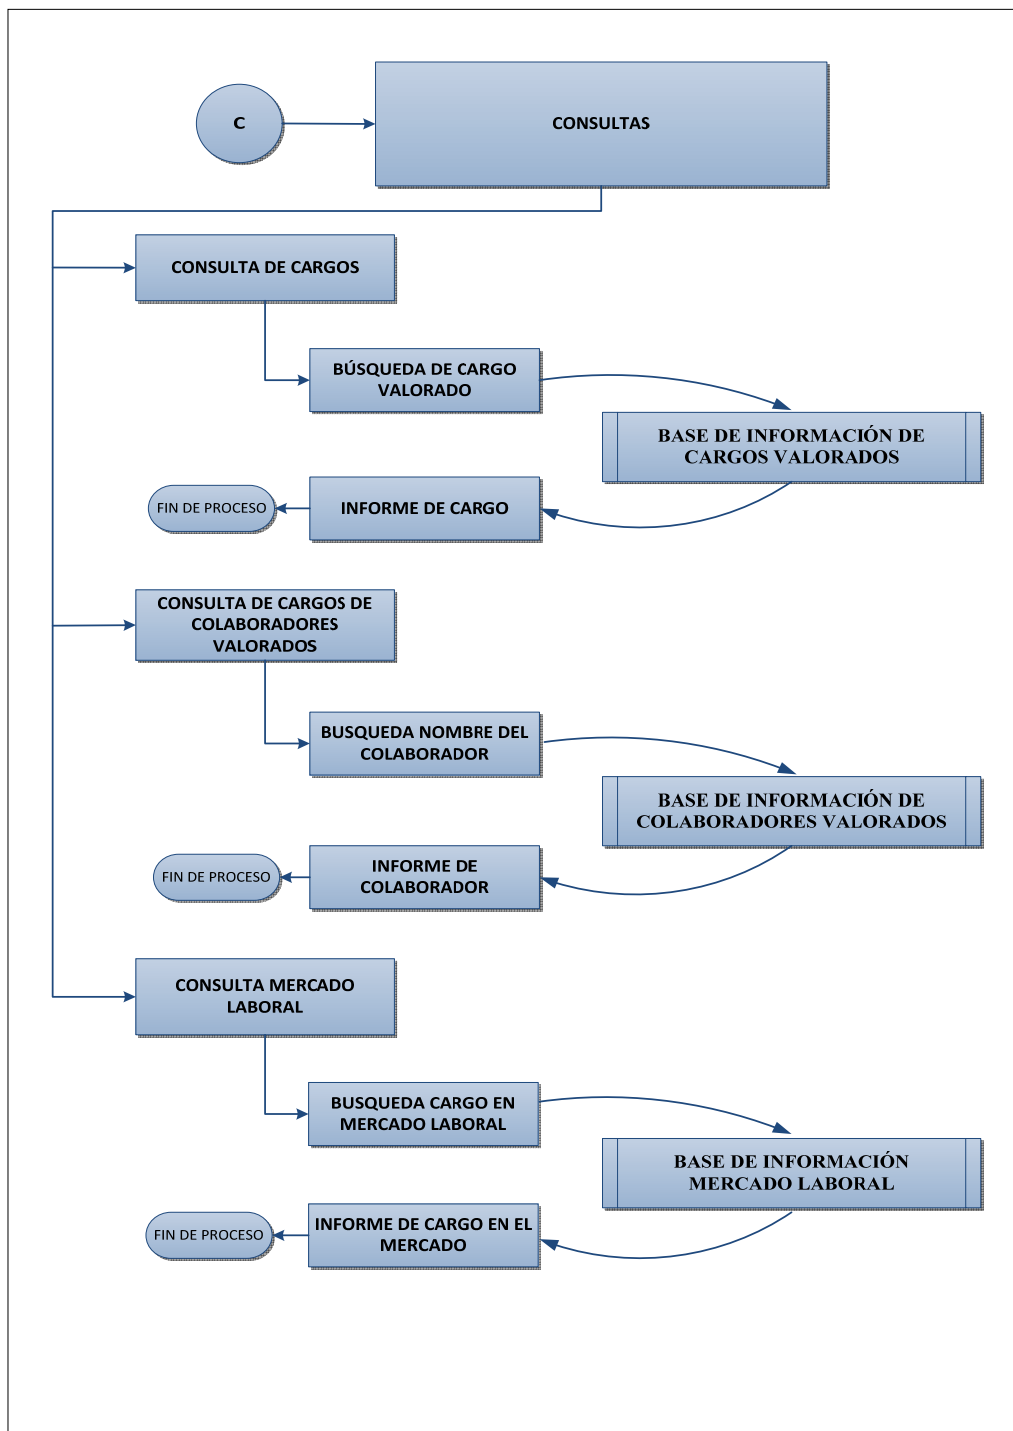 C
CONSULTAS
CONSULTA DE CARGOS
BÚSQUEDA DE CARGO
VALORADO
BASE DE INFORMACIÓN DE
CARGOS VALORADOS
INFORME DE CARGO
FIN DE PROCESO
CONSULTA DE CARGOS DE
COLABORADORES
VALORADOS
BUSQUEDA NOMBRE DEL
COLABORADOR
BASE DE INFORMACIÓN DE
COLABORADORES VALORADOS
INFORME DE
COLABORADOR
FIN DE PROCESO
CONSULTA MERCADO
LABORAL
BUSQUEDA CARGO EN
MERCADO LABORAL
BASE DE INFORMACIÓN
MERCADO LABORAL
INFORME DE CARGO EN EL
MERCADO
FIN DE PROCESO